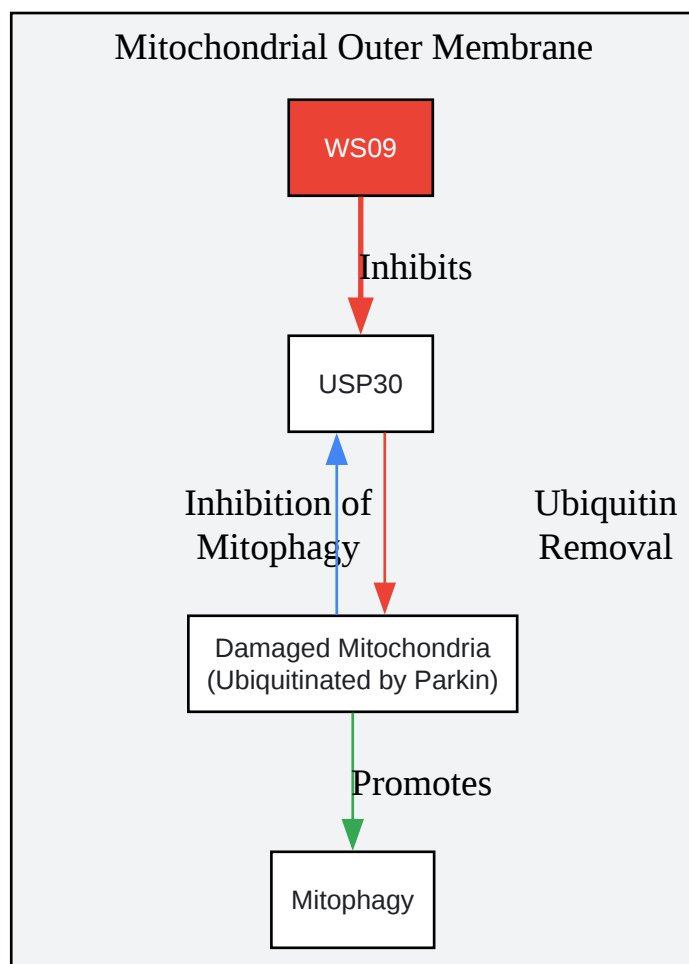 Mitochondrial Outer Membrane
WS09
Inhibits
USP30
Inhibition of
Mitophagy
Ubiquitin
Removal
Damaged Mitochondria
(Ubiquitinated by Parkin)
Promotes
Mitophagy